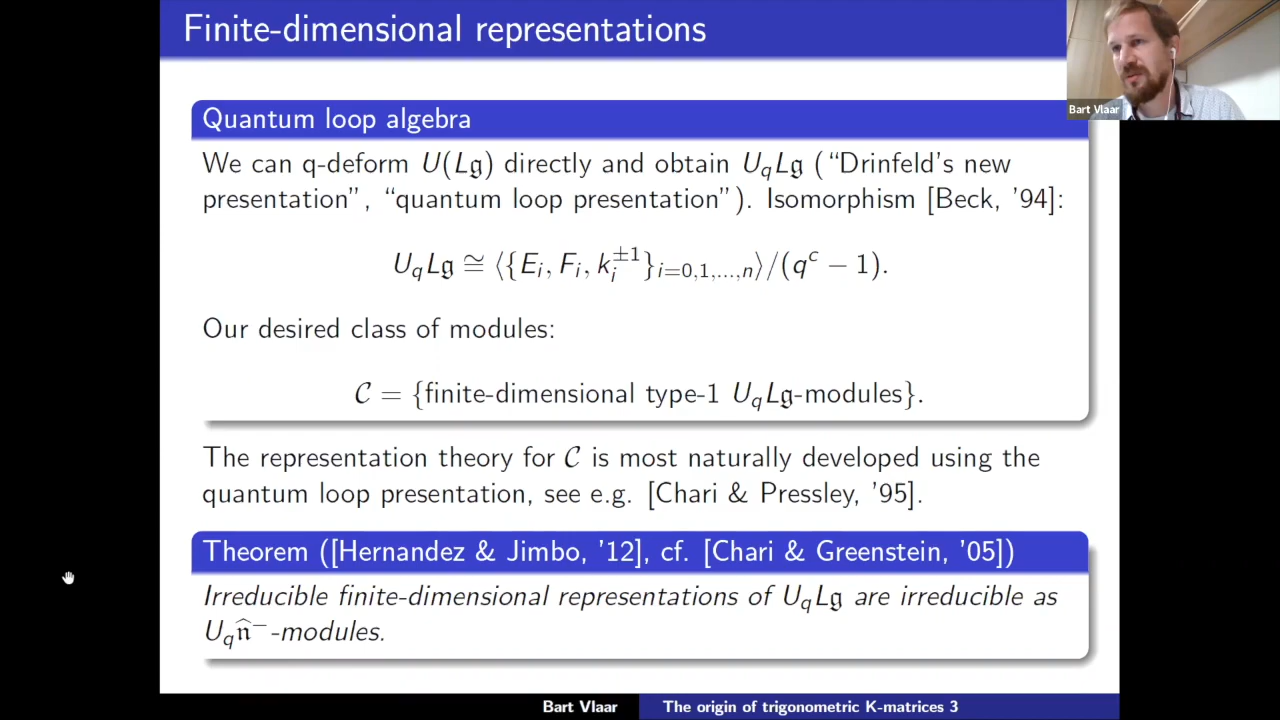 Finite-dimensional representations
Bart Vlaar
Quantum loop algebra
We can q-deform U(L𝔤) directly and obtain U_qL𝔤 (“Drinfeld's new
presentation”, “quantum loop presentation”). Isomorphism [Beck, '94]:
U_qL𝔤 ≅ ⟨{E_i, F_i, k_i^{±1}}_{i=0,1,...,n}⟩/(q^c − 1).
Our desired class of modules:
𝒞 = {finite-dimensional type-1 U_qL𝔤-modules}.
The representation theory for 𝒞 is most naturally developed using the
quantum loop presentation, see e.g. [Chari & Pressley, '95].
Theorem ([Hernandez & Jimbo, '12], cf. [Chari & Greenstein, '05])
Irreducible finite-dimensional representations of U_qL𝔤 are irreducible as
U_q𝔫̂^−-modules.
Bart Vlaar The origin of trigonometric K-matrices 3